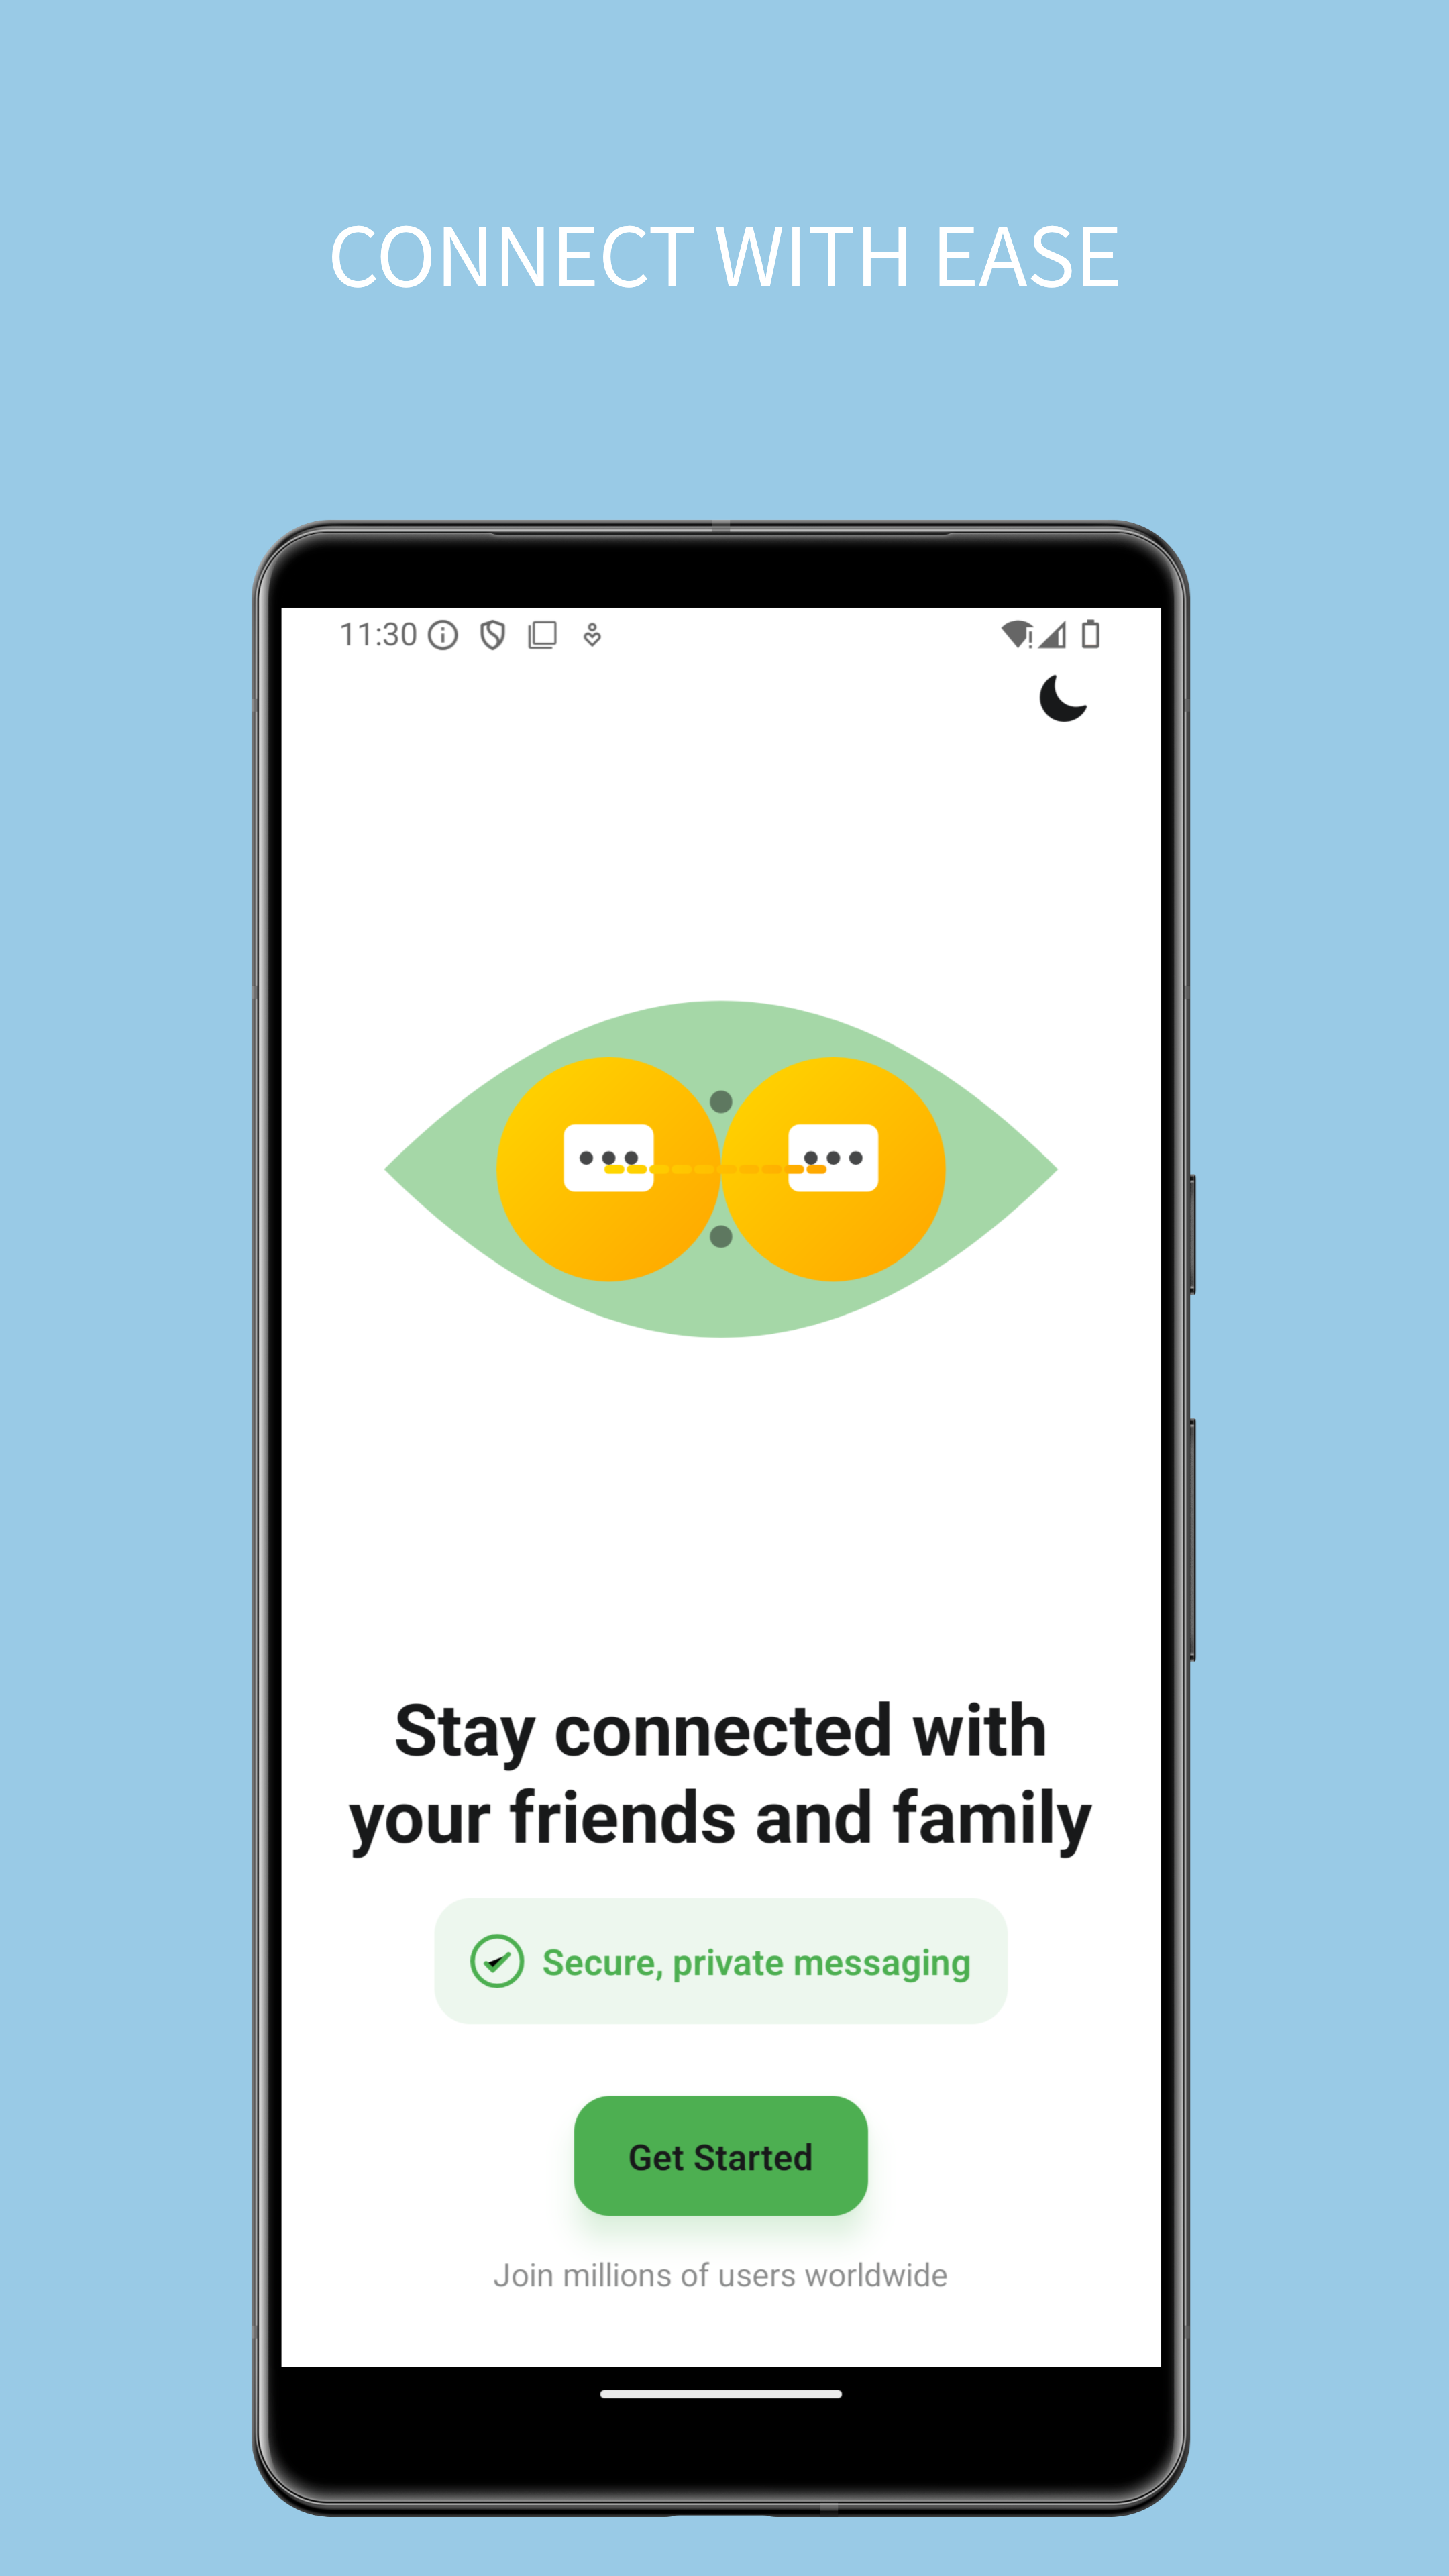 CONNECT WITH EASE
11:30
Stay connected with
your friends and family
Secure, private messaging
Get Started
Join millions of users worldwide